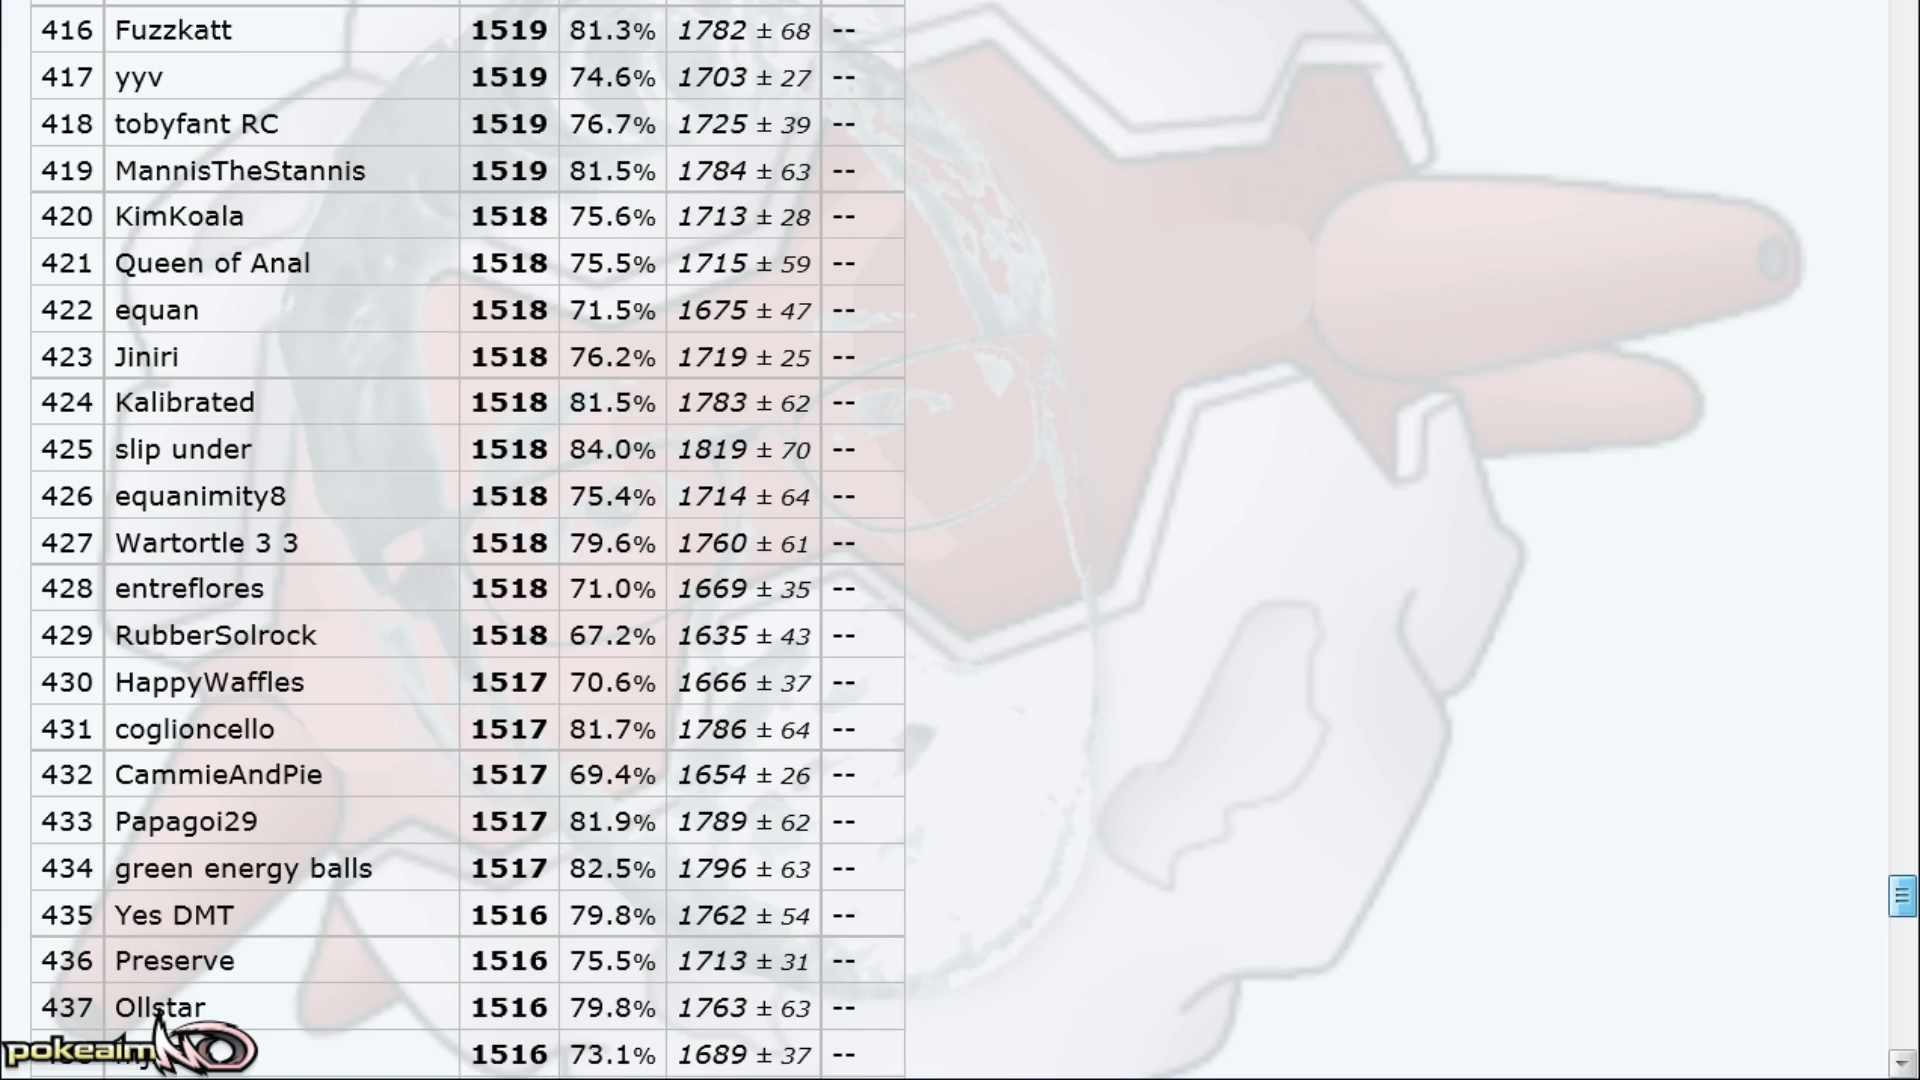 416 Fuzzkatt 1519 81.3% 1782 ± 68 --
417 yyv 1519 74.6% 1703 ± 27 --
418 tobyfant RC 1519 76.7% 1725 ± 39 --
419 MannisTheStannis 1519 81.5% 1784 ± 63 --
420 KimKoala 1518 75.6% 1713 ± 28 --
421 Queen of Anal 1518 75.5% 1715 ± 59 --
422 equan 1518 71.5% 1675 ± 47 --
423 Jiniri 1518 76.2% 1719 ± 25 --
424 Kalibrated 1518 81.5% 1783 ± 62 --
425 slip under 1518 84.0% 1819 ± 70 --
426 equanimity8 1518 75.4% 1714 ± 64 --
427 Wartortle 3 3 1518 79.6% 1760 ± 61 --
428 entreflores 1518 71.0% 1669 ± 35 --
429 RubberSolrock 1518 67.2% 1635 ± 43 --
430 HappyWaffles 1517 70.6% 1666 ± 37 --
431 coglioncello 1517 81.7% 1786 ± 64 --
432 CammieAndPie 1517 69.4% 1654 ± 26 --
433 Papagoi29 1517 81.9% 1789 ± 62 --
434 green energy balls 1517 82.5% 1796 ± 63 --
435 Yes DMT 1516 79.8% 1762 ± 54 --
436 Preserve 1516 75.5% 1713 ± 31 --
437 Ollstar 1516 79.8% 1763 ± 63 --
1516 73.1% 1689 ± 37 --
pokeaimMD